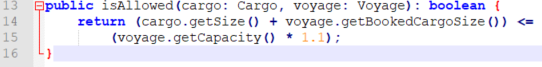 13 public isAllowed(cargo: Cargo, voyage: Voyage): boolean {
14 return (cargo.getSize() + voyage.getBookedCargoSize()) <=
15 (voyage.getCapacity() * 1.1);
16 }